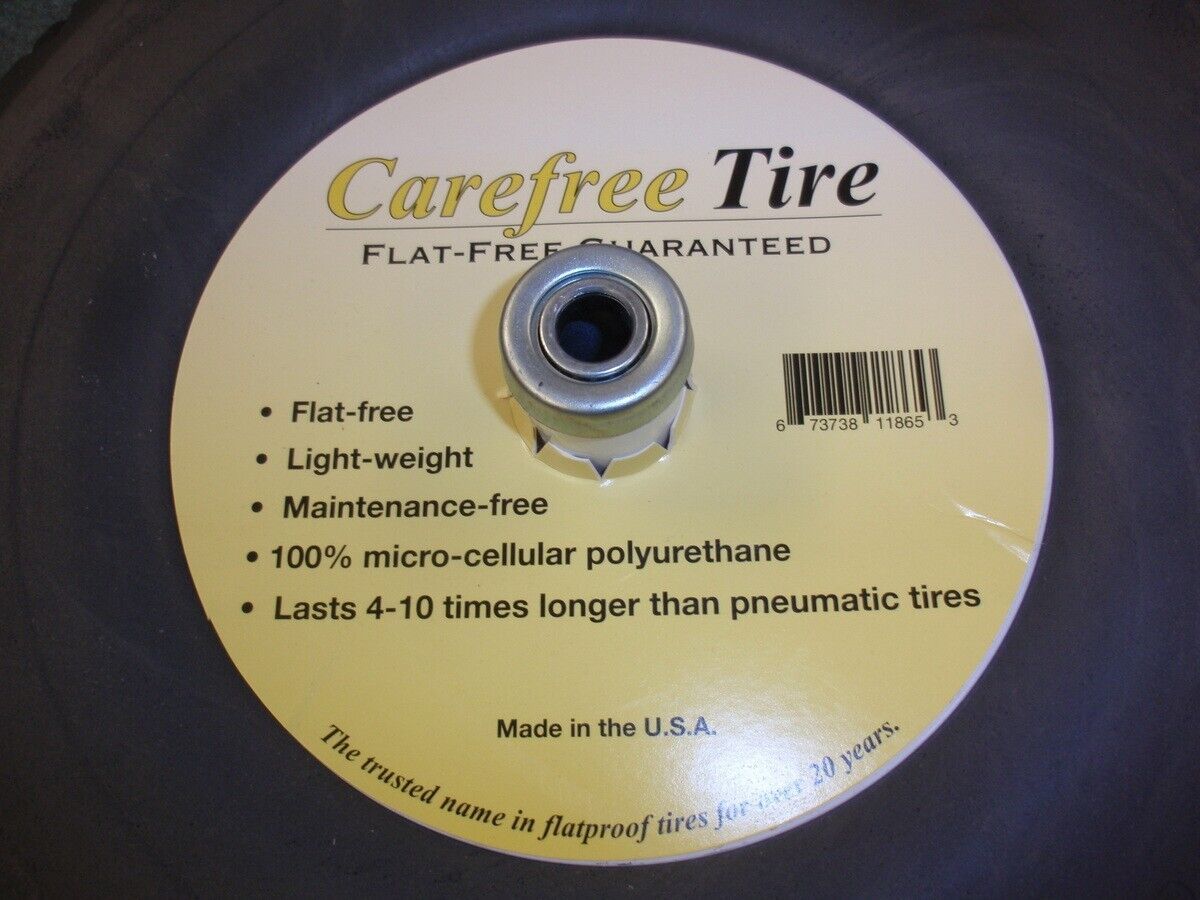 Carefree Tire
FLAT-FREE GUARANTEED
• Flat-free
• Light-weight
• Maintenance-free
• 100% micro-cellular polyurethane
• Lasts 4-10 times longer than pneumatic tires
6 73738 11865 3
Made in the U.S.A.
The trusted name in flatproof tires for over 20 years.